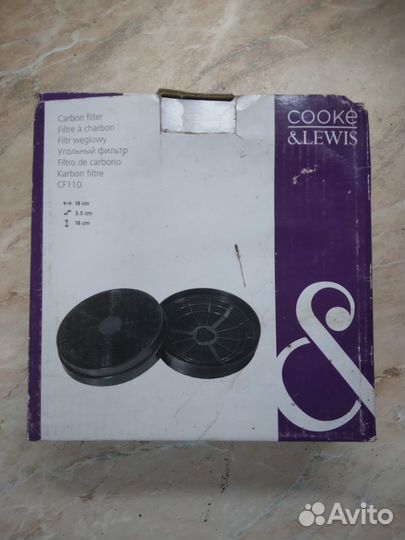 Carbon filter
Filtre à charbon
Filtr węglowy
Угольный фильтр
Filtro de carbono
Karbon filtre
CF110
18 cm
3.5 cm
18 cm
cooke
&LEWIS
&
Avito